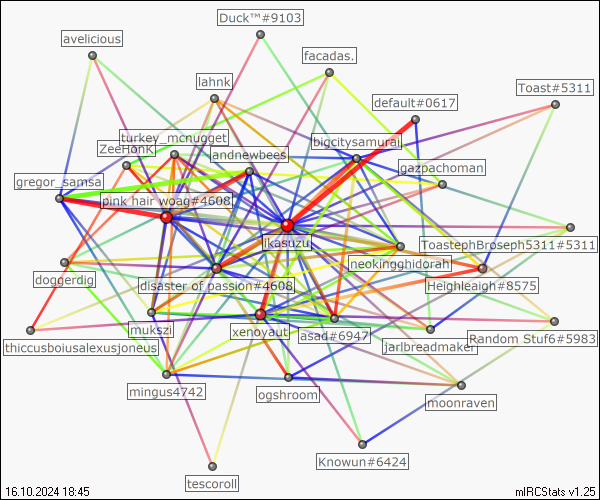 Duck™#9103
avelicious
facadas.
lahnk
Toast#5311
default#0617
turkey_mcnugget
bigcitysamurai
ZeeHonk
andnewbees
gazpachoman
gregor_samsa
pink hair woag#4608
ikasuzu
ToastephBroseph5311#5311
neokingghidorah
doggerdig
disaster of passion#4608
Heighleaigh#8575
mukszi
xenoyaut
asad#6947
Random Stuf6#5983
thiccusbousalexusjoneus
jarlbreadmaker
mingus4742
ogshroom
moonraven
Knowun#6424
tescoroll
16.10.2024 18:45
mIRCStats v1.25